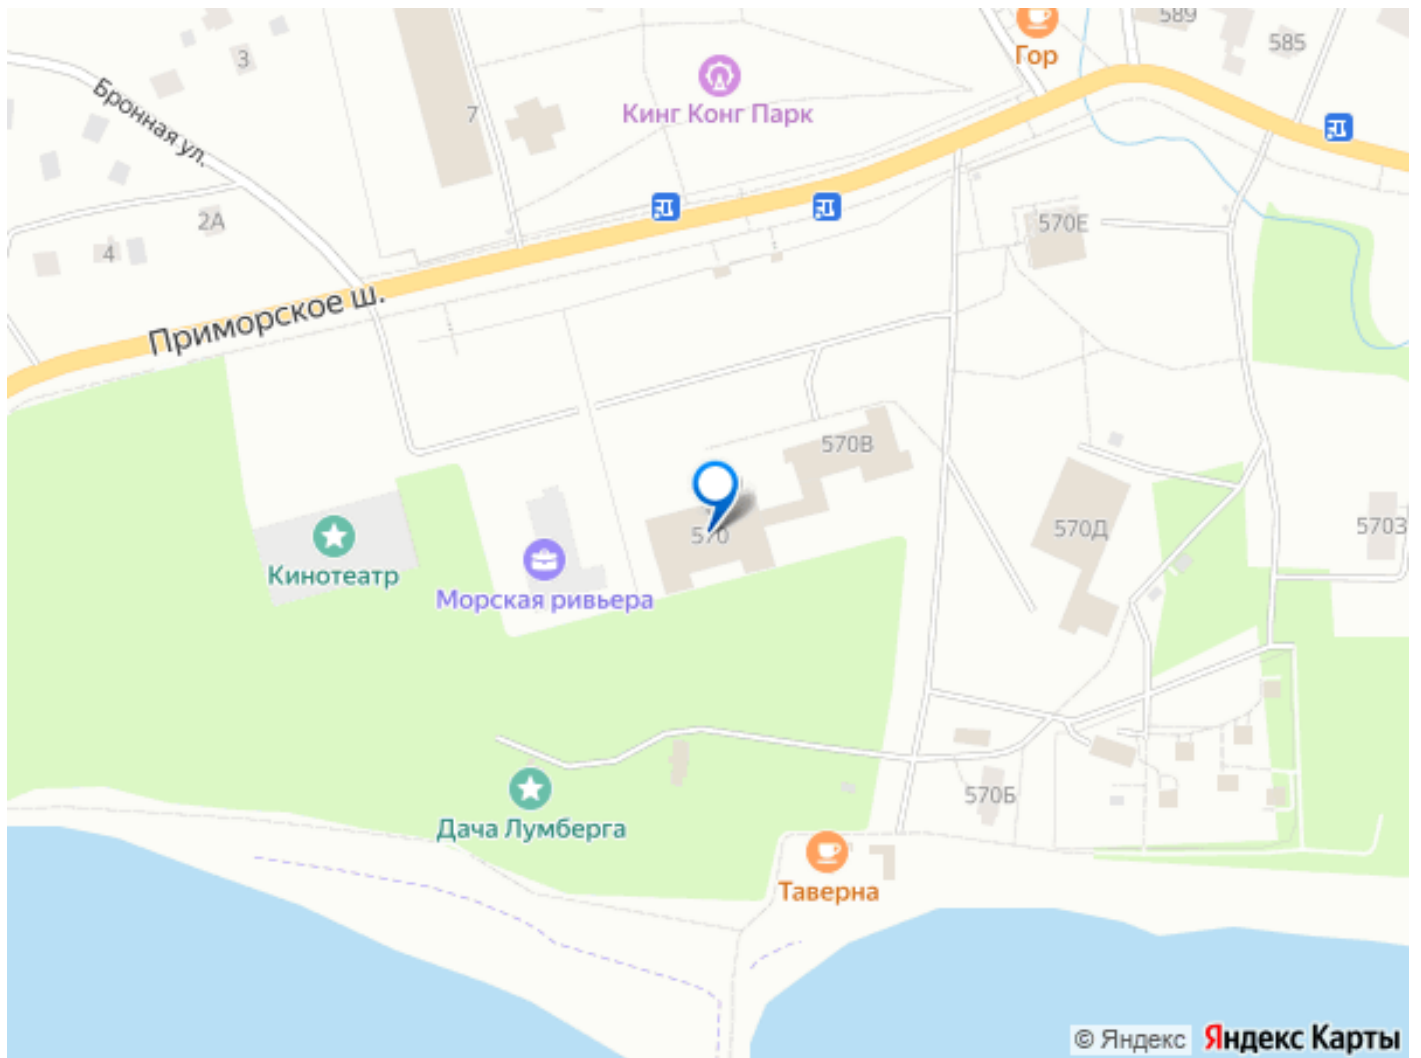 589
Гор
585
3
Бронная ул.
Кинг Конг Парк
7
2А
4
570Е
Приморское ш.
570В
570
570Д
570З
Кинотеатр
Морская ривьера
570Б
Дача Лумберга
Таверна
© Яндекс Яндекс Карты